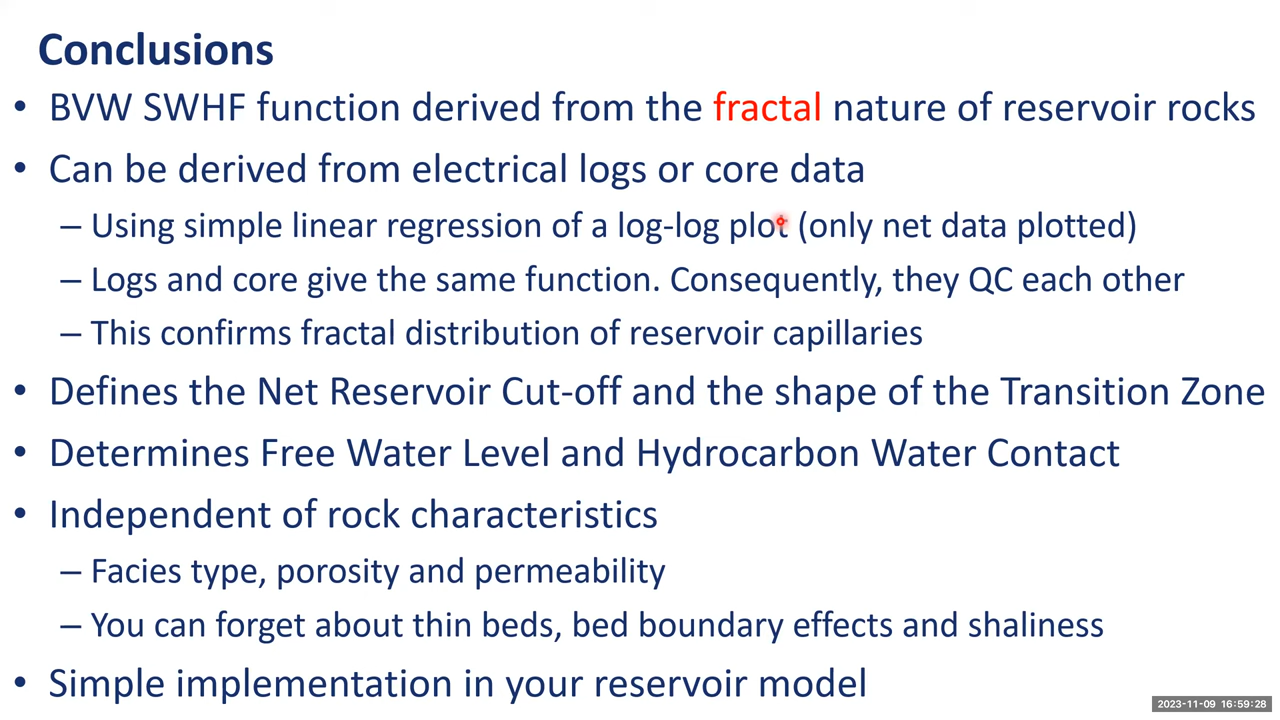 Conclusions
• BVW SWHF function derived from the fractal nature of reservoir rocks
• Can be derived from electrical logs or core data
– Using simple linear regression of a log-log plot (only net data plotted)
– Logs and core give the same function. Consequently, they QC each other
– This confirms fractal distribution of reservoir capillaries
• Defines the Net Reservoir Cut-off and the shape of the Transition Zone
• Determines Free Water Level and Hydrocarbon Water Contact
• Independent of rock characteristics
– Facies type, porosity and permeability
– You can forget about thin beds, bed boundary effects and shaliness
• Simple implementation in your reservoir model
2023-11-09 16:59:28